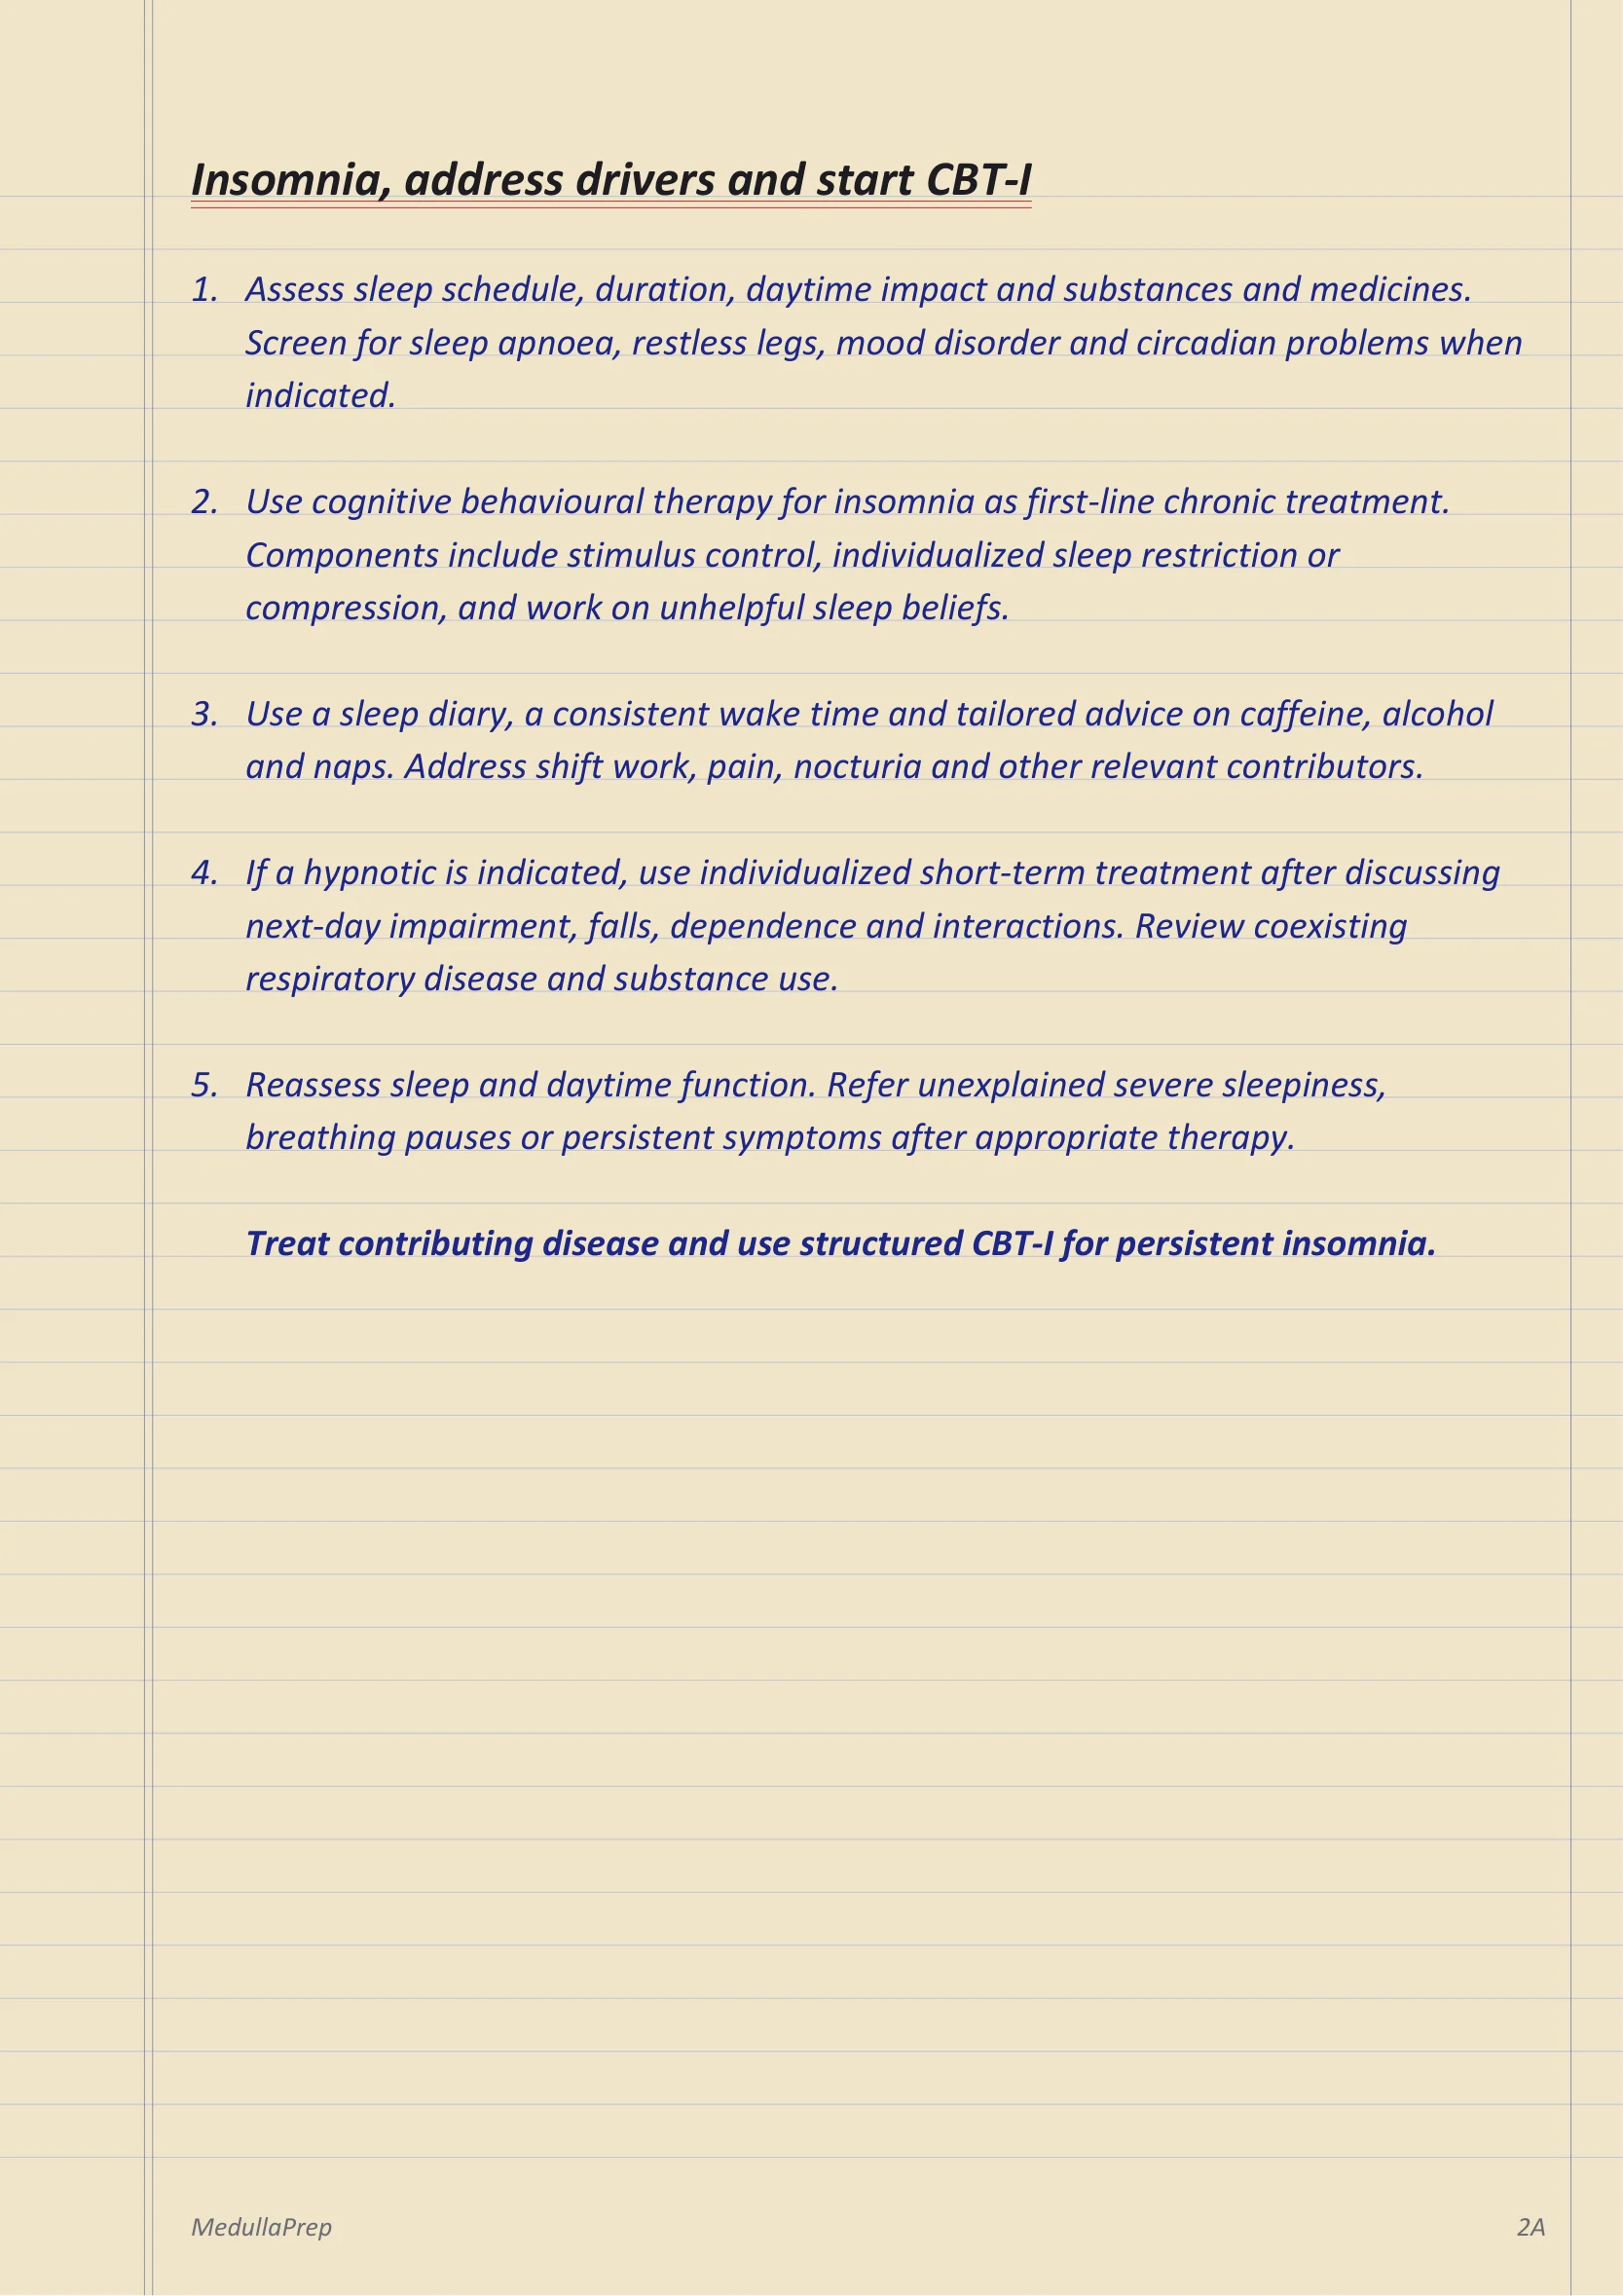 Insomnia, address drivers and start CBT-I
1. Assess sleep schedule, duration, daytime impact and substances and medicines.
Screen for sleep apnoea, restless legs, mood disorder and circadian problems when
indicated.
2. Use cognitive behavioural therapy for insomnia as first-line chronic treatment.
Components include stimulus control, individualized sleep restriction or
compression, and work on unhelpful sleep beliefs.
3. Use a sleep diary, a consistent wake time and tailored advice on caffeine, alcohol
and naps. Address shift work, pain, nocturia and other relevant contributors.
4. If a hypnotic is indicated, use individualized short-term treatment after discussing
next-day impairment, falls, dependence and interactions. Review coexisting
respiratory disease and substance use.
5. Reassess sleep and daytime function. Refer unexplained severe sleepiness,
breathing pauses or persistent symptoms after appropriate therapy.
Treat contributing disease and use structured CBT-I for persistent insomnia.
MedullaPrep 2A